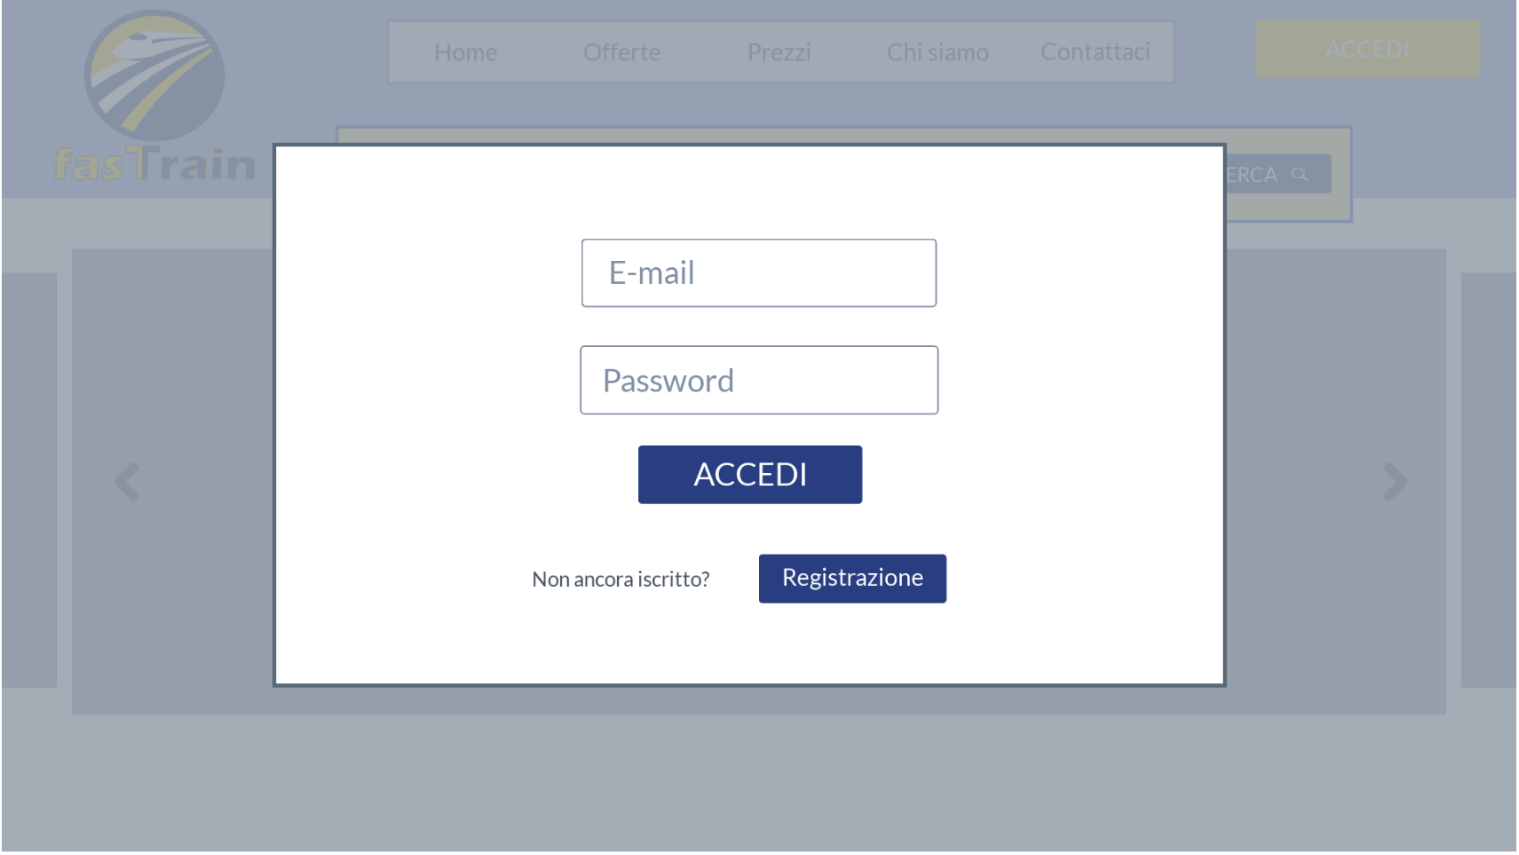 Home Offerte Prezzi Chi siamo Contattaci
ACCEDI
fasTrain
ERCA
E-mail
Password
ACCEDI
Non ancora iscritto? Registrazione